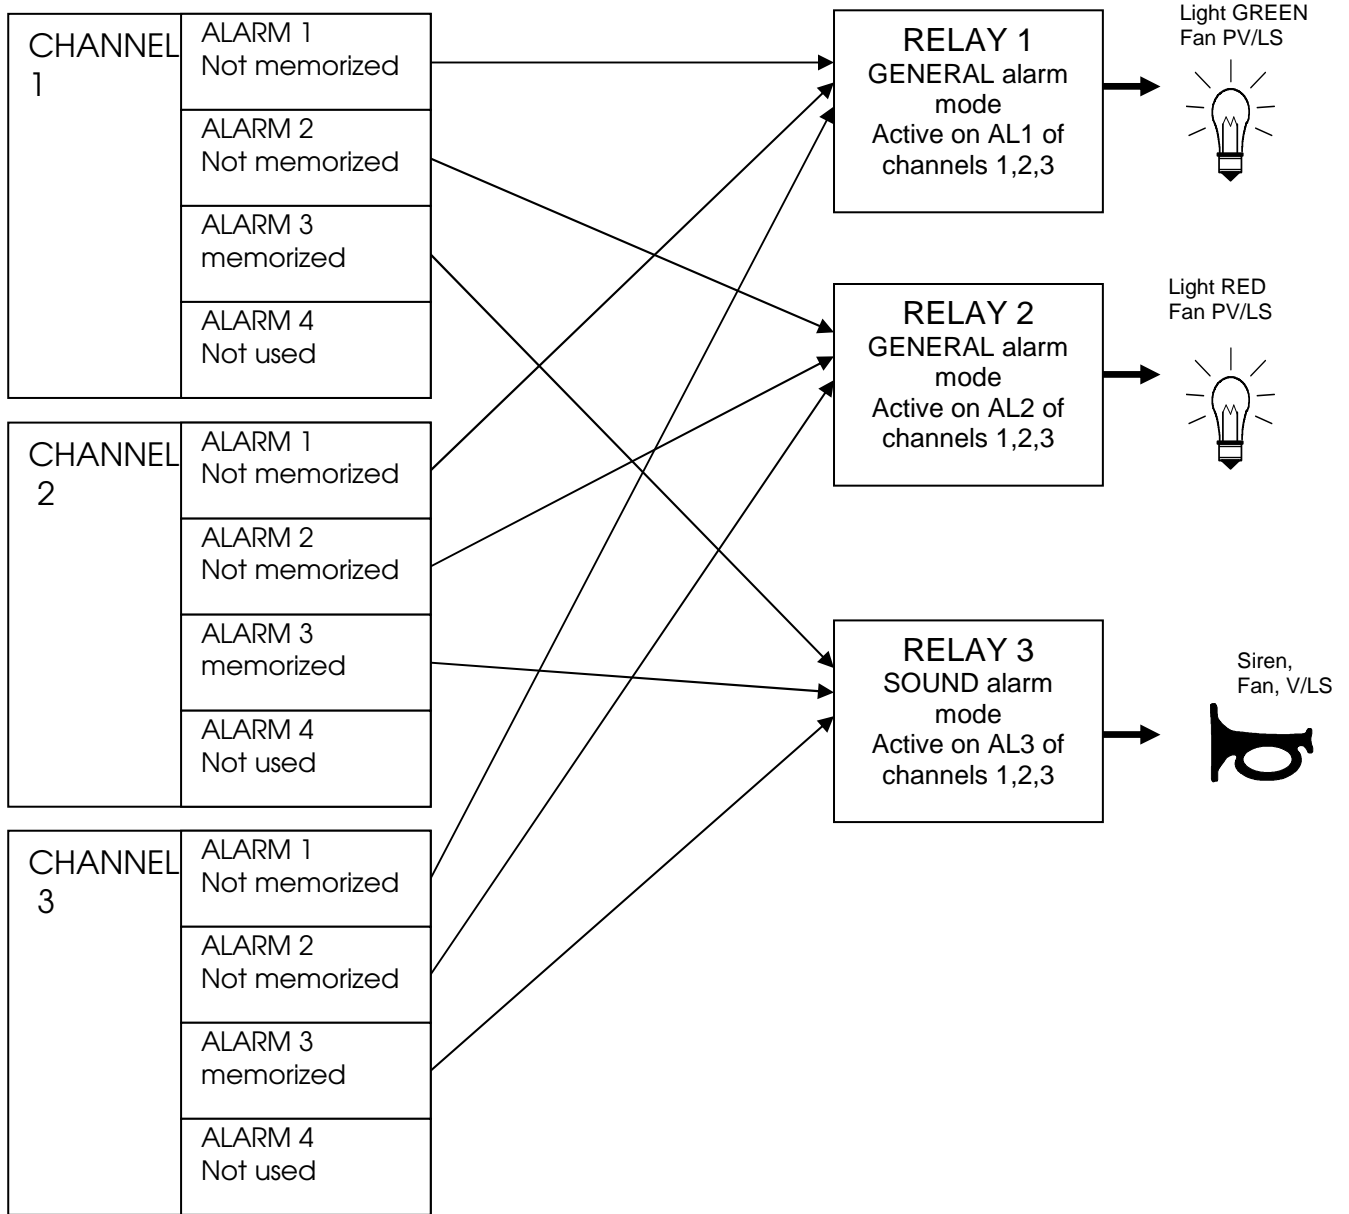 CHANNEL
1
ALARM 1
Not memorized
ALARM 2
Not memorized
ALARM 3
memorized
ALARM 4
Not used
CHANNEL
2
ALARM 1
Not memorized
ALARM 2
Not memorized
ALARM 3
memorized
ALARM 4
Not used
CHANNEL
3
ALARM 1
Not memorized
ALARM 2
Not memorized
ALARM 3
memorized
ALARM 4
Not used
RELAY 1
GENERAL alarm
mode
Active on AL1 of
channels 1,2,3
Light GREEN
Fan PV/LS
RELAY 2
GENERAL alarm
mode
Active on AL2 of
channels 1,2,3
Light RED
Fan PV/LS
RELAY 3
SOUND alarm
mode
Active on AL3 of
channels 1,2,3
Siren,
Fan, V/LS